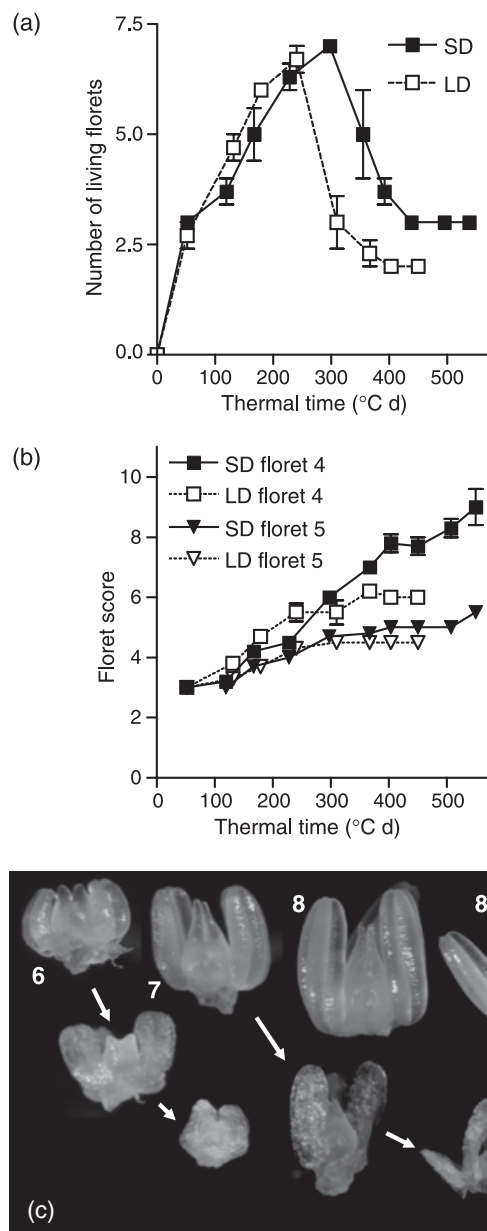 (a)
7.5
5.0
2.5
0.0
Number of living florets
SD
LD
0 100 200 300 400 500
Thermal time (°C d)
(b)
10
8
6
4
2
0
Floret score
SD floret 4
LD floret 4
SD floret 5
LD floret 5
0 100 200 300 400 500
Thermal time (°C d)
6
7
8
8
(c)